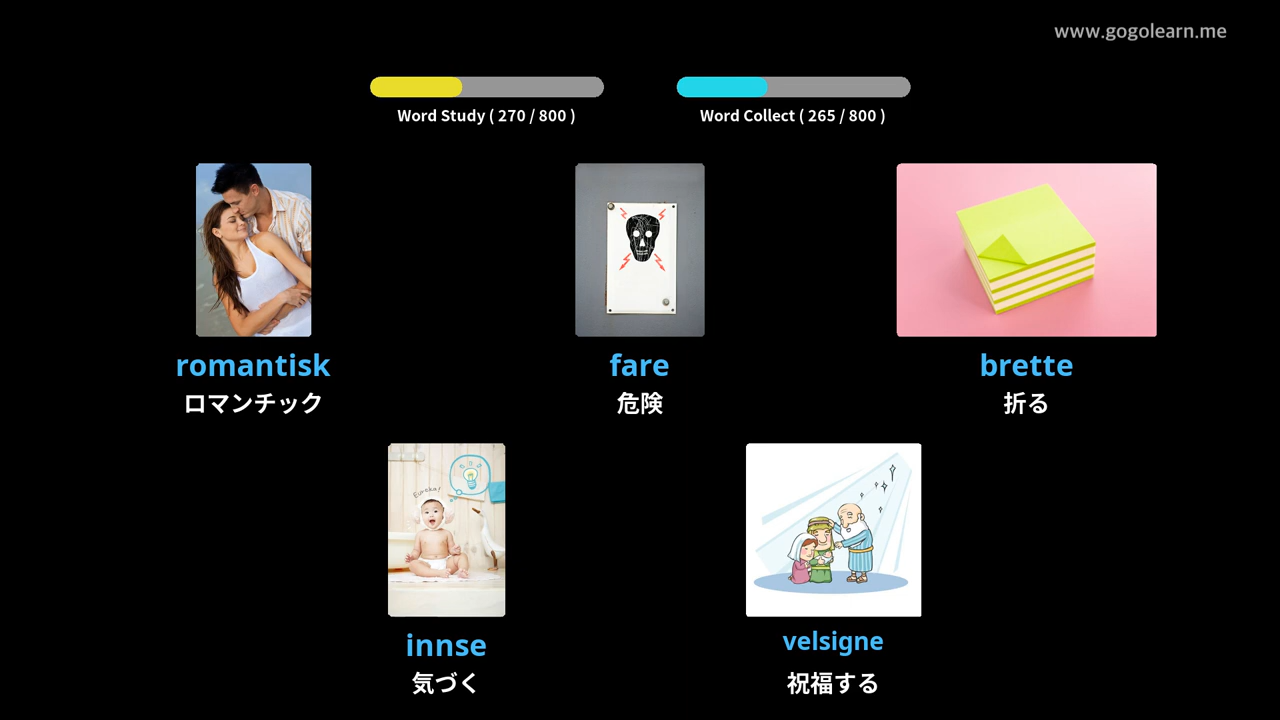 www.gogolearn.me
Word Study ( 270 / 800 )
Word Collect ( 265 / 800 )
romantisk
ロマンチック
fare
危険
brette
折る
Eureka!
innse
気づく
velsigne
祝福する